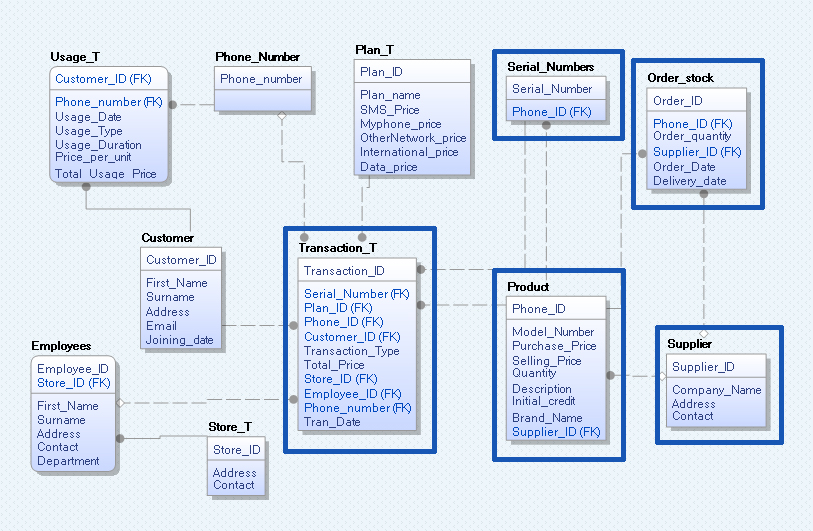 Usage_T
Customer_ID (FK)
Phone_number (FK)
Usage_Date
Usage_Type
Usage_Duration
Price_per_unit
Total_Usage_Price
Phone_Number
Phone_number
Plan_T
Plan_ID
Plan_name
SMS_Price
Myphone_price
OtherNetwork_price
International_price
Data_price
Serial_Numbers
Serial_Number
Phone_ID (FK)
Order_stock
Order_ID
Phone_ID (FK)
Order_quantity
Supplier_ID (FK)
Order_Date
Delivery_date
Customer
Customer_ID
First_Name
Surname
Address
Email
Joining_date
Transaction_T
Transaction_ID
Serial_Number (FK)
Plan_ID (FK)
Phone_ID (FK)
Customer_ID (FK)
Transaction_Type
Total_Price
Store_ID (FK)
Employee_ID (FK)
Phone_number (FK)
Tran_Date
Product
Phone_ID
Model_Number
Purchase_Price
Selling_Price
Quantity
Description
Initial_credit
Brand_Name
Supplier_ID (FK)
Supplier
Supplier_ID
Company_Name
Address
Contact
Employees
Employee_ID
Store_ID (FK)
First_Name
Surname
Address
Contact
Department
Store_T
Store_ID
Address
Contact